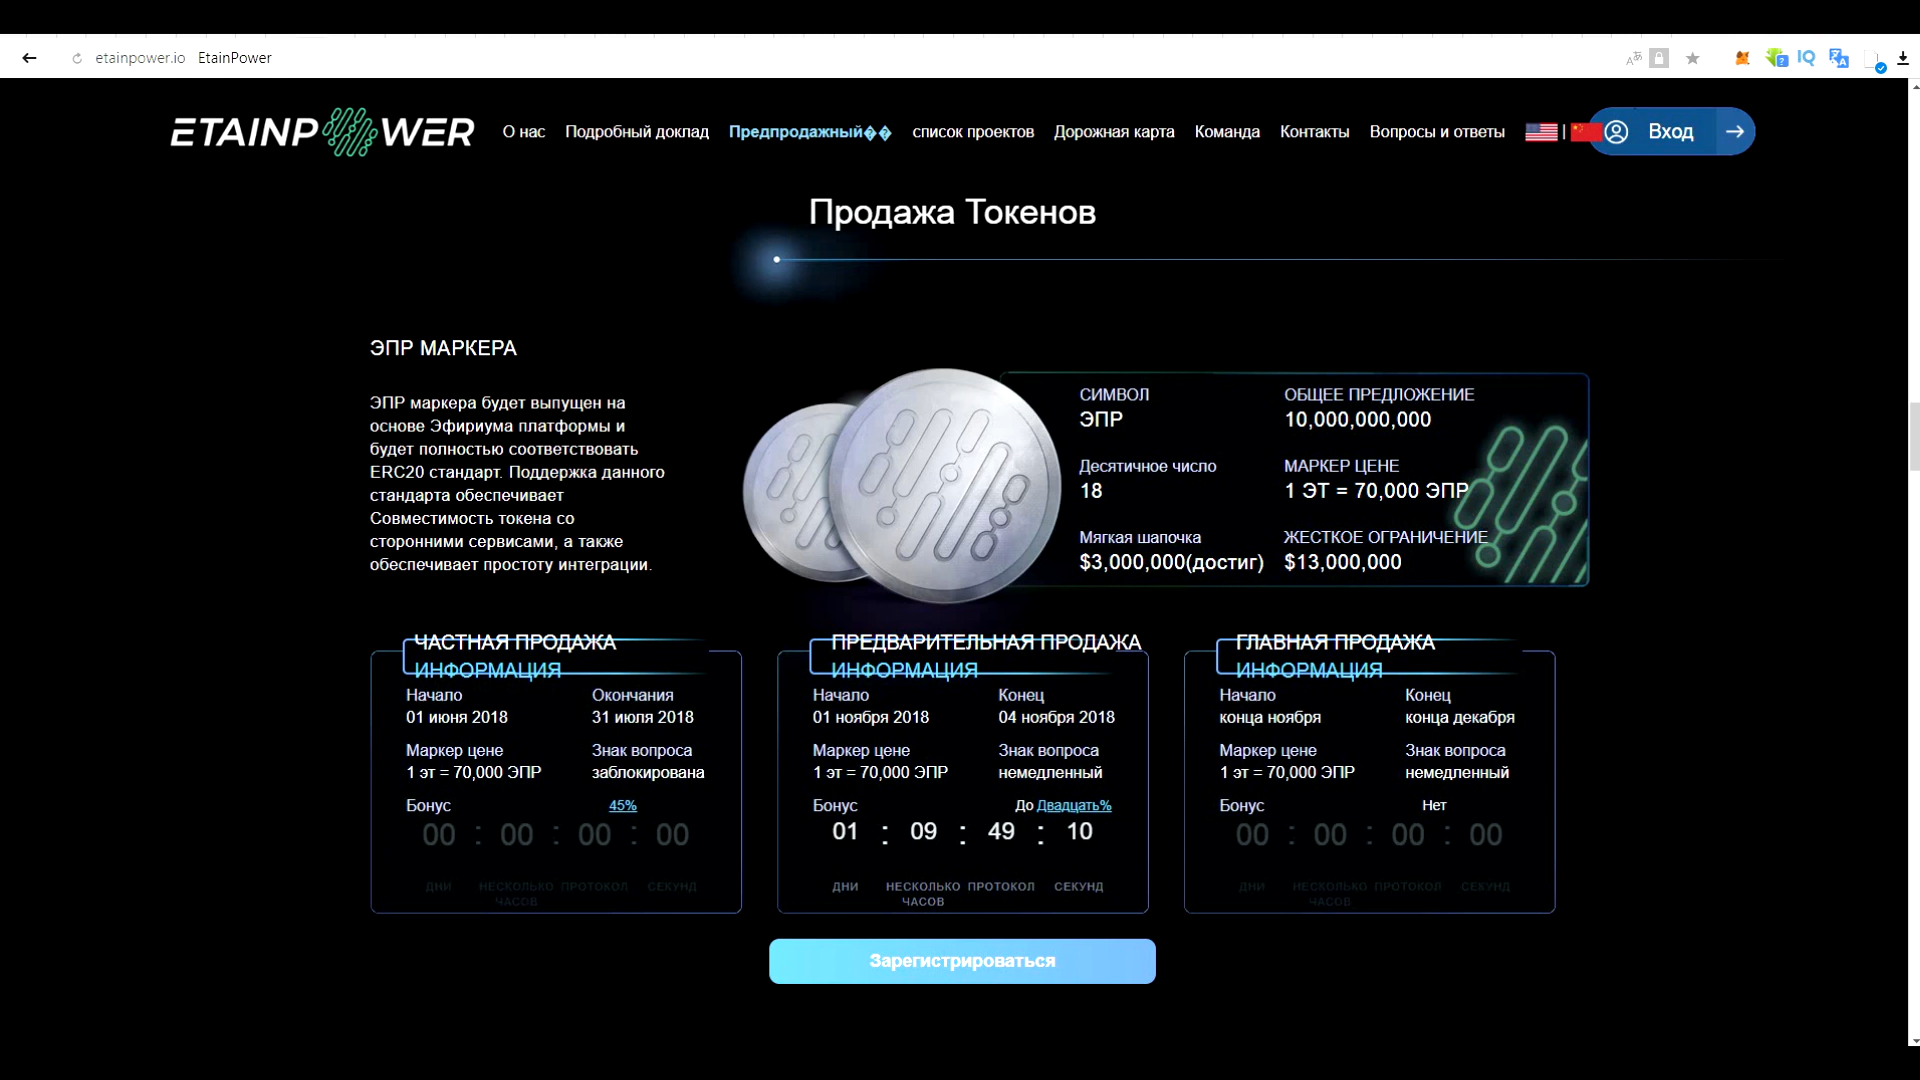 etainpower.io EtainPower
ETAINPOWER О нас Подробный доклад Предпродажный�� список проектов Дорожная карта Команда Контакты Вопросы и ответы | Вход
Продажа Токенов
ЭПР МАРКЕРА
ЭПР маркера будет выпущен на
основе Эфириума платформы и
будет полностью соответствовать
ERC20 стандарт. Поддержка данного
стандарта обеспечивает
Совместимость токена со
сторонними сервисами, а также
обеспечивает простоту интеграции.
СИМВОЛ
ЭПР
ОБЩЕЕ ПРЕДЛОЖЕНИЕ
10,000,000,000
Десятичное число
18
МАРКЕР ЦЕНЕ
1 ЭТ = 70,000 ЭПР
Мягкая шапочка
$3,000,000(достиг)
ЖЕСТКОЕ ОГРАНИЧЕНИЕ
$13,000,000
ЧАСТНАЯ ПРОДАЖА
ИНФОРМАЦИЯ
Начало Окончания
01 июня 2018 31 июля 2018
Маркер цене Знак вопроса
1 эт = 70,000 ЭПР заблокирована
Бонус 45%
00 : 00 : 00 : 00
ДНИ НЕСКОЛЬКО ПРОТОКОЛ СЕКУНД
ЧАСОВ
ПРЕДВАРИТЕЛЬНАЯ ПРОДАЖА
ИНФОРМАЦИЯ
Начало Конец
01 ноября 2018 04 ноября 2018
Маркер цене Знак вопроса
1 эт = 70,000 ЭПР немедленный
Бонус До Двадцать%
01 : 09 : 49 : 10
ДНИ НЕСКОЛЬКО ПРОТОКОЛ СЕКУНД
ЧАСОВ
ГЛАВНАЯ ПРОДАЖА
ИНФОРМАЦИЯ
Начало Конец
конца ноября конца декабря
Маркер цене Знак вопроса
1 эт = 70,000 ЭПР немедленный
Бонус Нет
00 : 00 : 00 : 00
ДНИ НЕСКОЛЬКО ПРОТОКОЛ СЕКУНД
ЧАСОВ
Зарегистрироваться